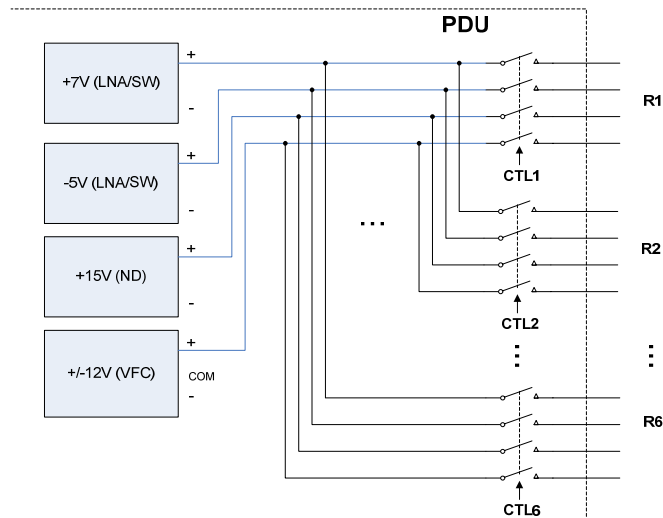 PDU
+7V (LNA/SW)
+
-
R1
CTL1
-5V (LNA/SW)
+
-
...
R2
+15V (ND)
+
-
CTL2
+/-12V (VFC)
+
COM
-
R6
CTL6